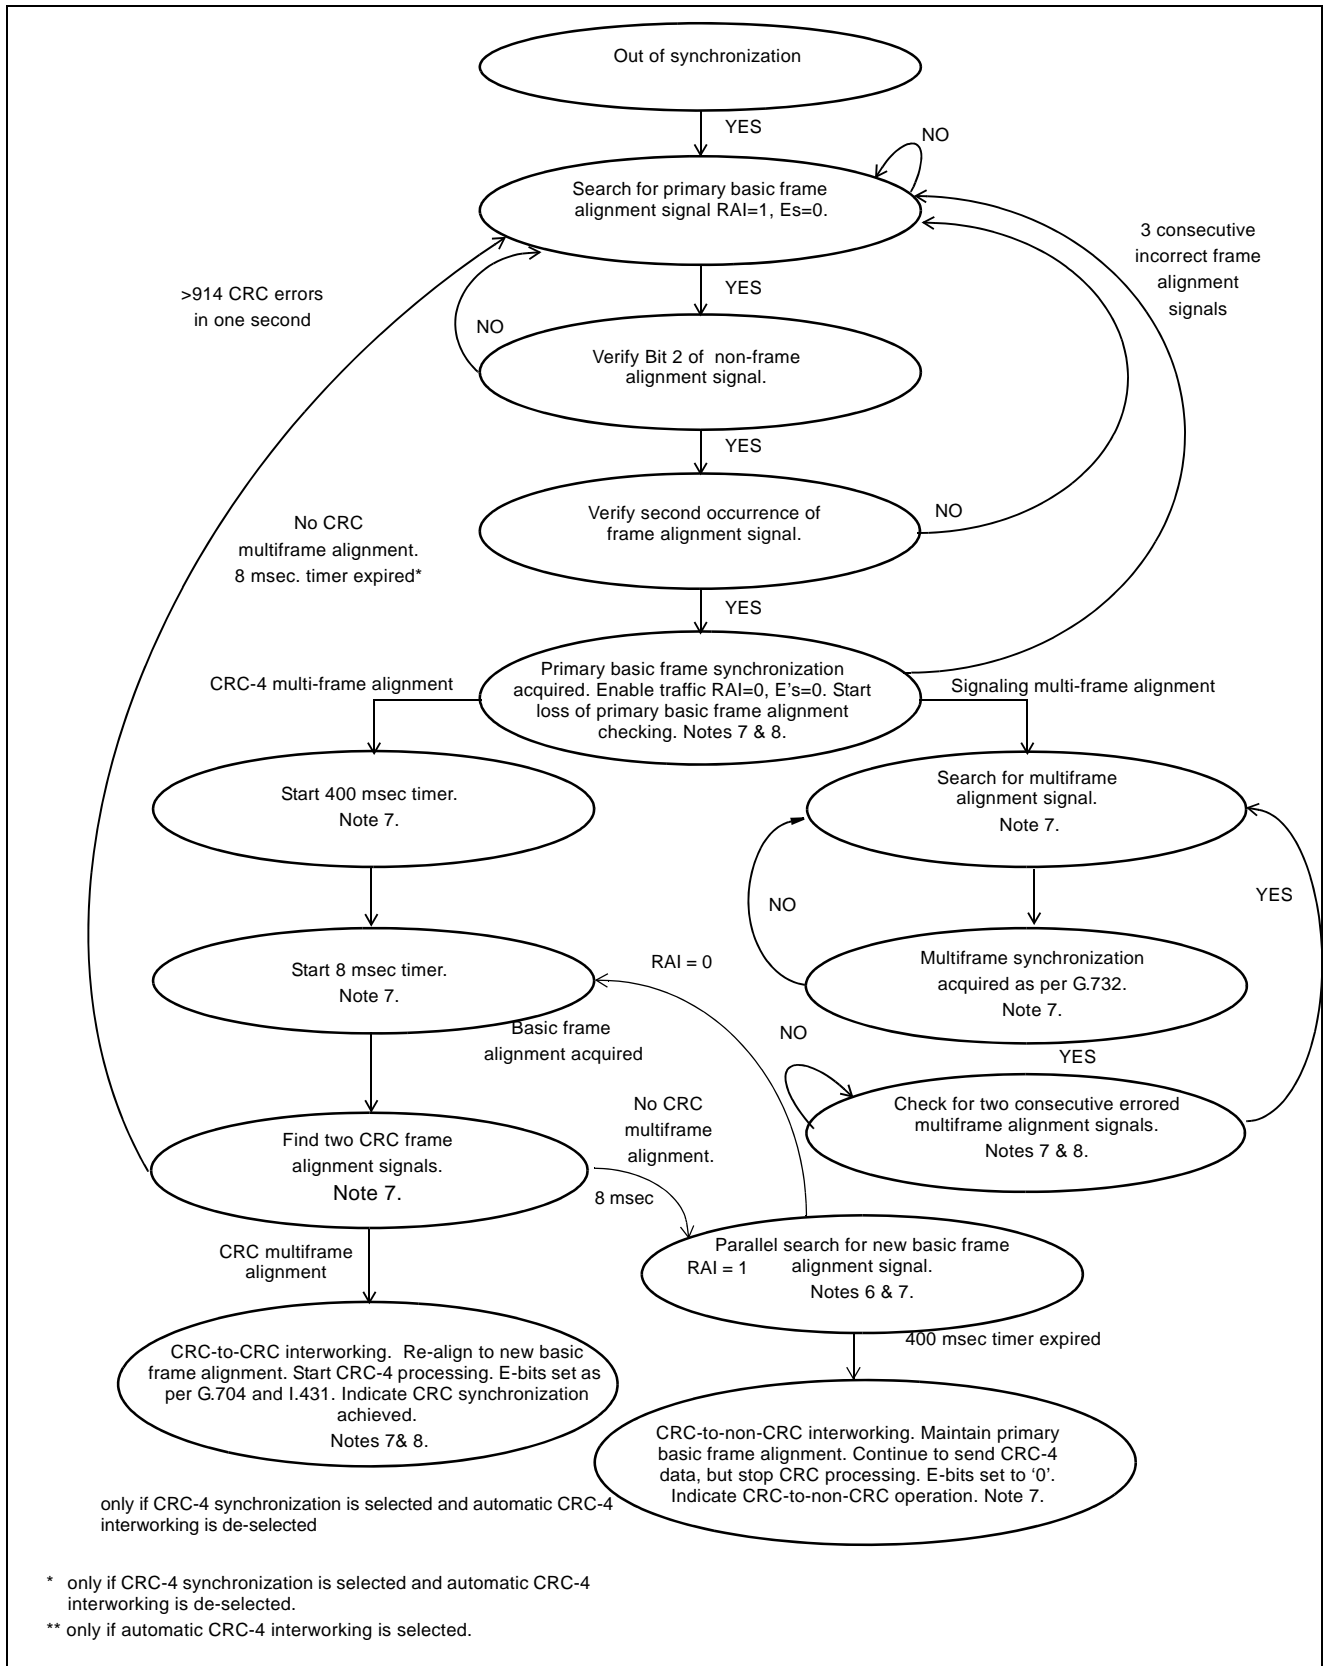 Out of synchronization
YES
NO
Search for primary basic frame
alignment signal RAI=1, Es=0.
3 consecutive
incorrect frame
alignment
signals
YES
>914 CRC errors
in one second
NO
Verify Bit 2 of non-frame
alignment signal.
YES
Verify second occurrence of
frame alignment signal.
NO
No CRC
multiframe alignment.
8 msec. timer expired*
YES
Primary basic frame synchronization
acquired. Enable traffic RAI=0, E's=0. Start
loss of primary basic frame alignment
checking. Notes 7 & 8.
CRC-4 multi-frame alignment
Signaling multi-frame alignment
Start 400 msec timer.
Note 7.
Search for multiframe
alignment signal.
Note 7.
NO
YES
Start 8 msec timer.
Note 7.
RAI = 0
Multiframe synchronization
acquired as per G.732.
Note 7.
Basic frame
alignment acquired
NO
YES
No CRC
multiframe
alignment.
Check for two consecutive errored
multiframe alignment signals.
Notes 7 & 8.
Find two CRC frame
alignment signals.
Note 7.
8 msec
CRC multiframe
alignment
Parallel search for new basic frame
RAI = 1 alignment signal.
Notes 6 & 7.
400 msec timer expired
CRC-to-CRC interworking. Re-align to new basic
frame alignment. Start CRC-4 processing. E-bits set as
per G.704 and I.431. Indicate CRC synchronization
achieved.
Notes 7& 8.
CRC-to-non-CRC interworking. Maintain primary
basic frame alignment. Continue to send CRC-4
data, but stop CRC processing. E-bits set to ‘0’.
Indicate CRC-to-non-CRC operation. Note 7.
only if CRC-4 synchronization is selected and automatic CRC-4
interworking is de-selected
* only if CRC-4 synchronization is selected and automatic CRC-4
interworking is de-selected.
** only if automatic CRC-4 interworking is selected.